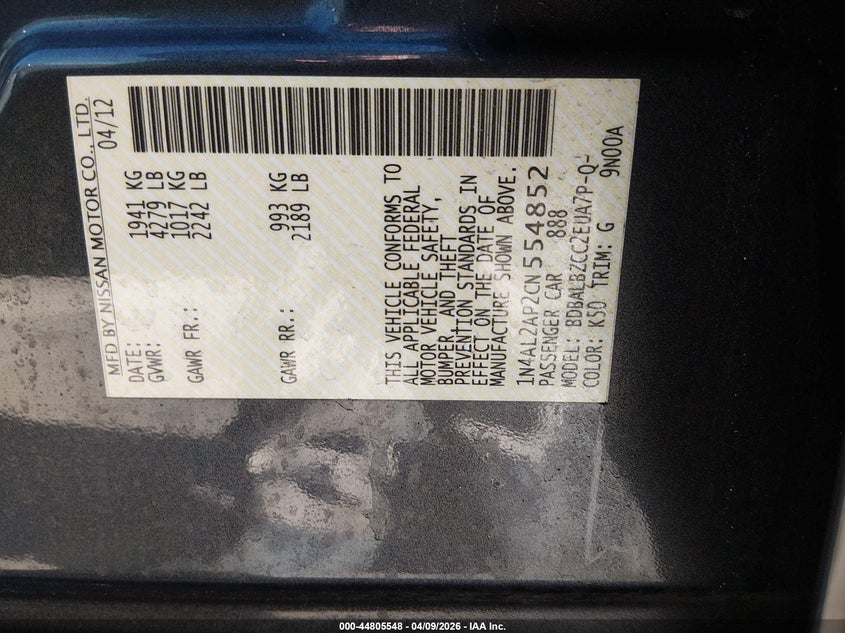 MFD BY NISSAN MOTOR CO., LTD.
DATE: 04/12
GVWR: 1941 KG
4279 LB
GAWR FR.: 1017 KG
2242 LB
GAWR RR.: 993 KG
2189 LB
THIS VEHICLE CONFORMS TO
ALL APPLICABLE FEDERAL
MOTOR VEHICLE SAFETY,
BUMPER, AND THEFT
PREVENTION STANDARDS IN
EFFECT ON THE DATE OF
MANUFACTURE SHOWN ABOVE.
1N4AL2AP2CN554852
PASSENGER CAR 888
MODEL: BDBALBZCC2EUA7P-Q-
COLOR: K50 TRIM: G 9N00A
000-44805548 - 04/09/2026 - IAA Inc.